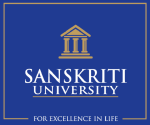 SANSKRITI
UNIVERSITY
FOR EXCELLENCE IN LIFE